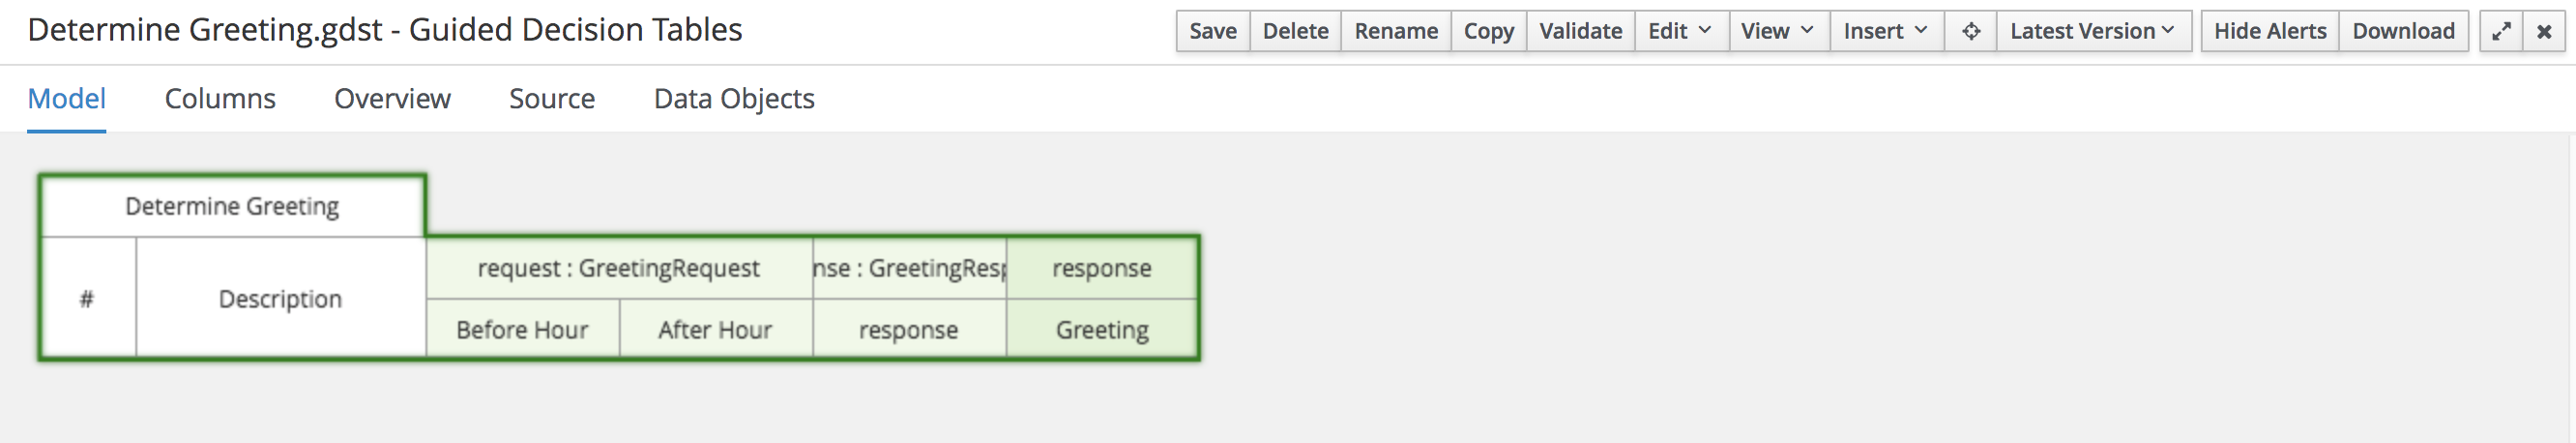 Determine Greeting.gdst - Guided Decision Tables
Save Delete Rename Copy Validate Edit View Insert Latest Version Hide Alerts Download
Model Columns Overview Source Data Objects
Determine Greeting
# Description
request : GreetingRequest nse : GreetingResp response
Before Hour After Hour response Greeting